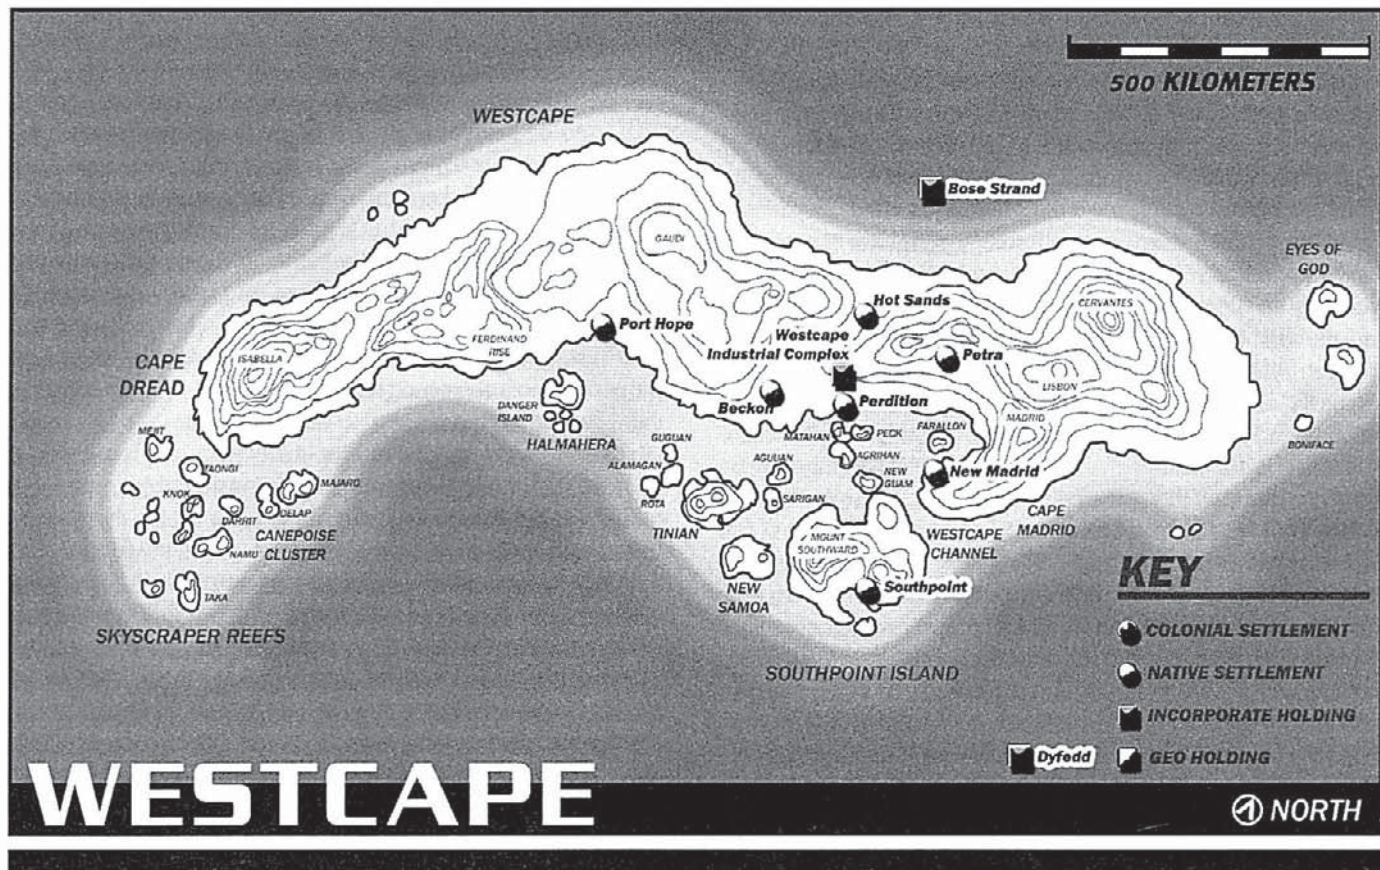 500 KILOMETERS
WESTCAPE
Bose Strand
EYES OF
GOD
GAUDI
CERVANTES
Hot Sands
Port Hope
Westcape
Industrial Complex
FERDINAND
RISE
ISABELLA
CAPE
DREAD
Petra
LISBON
Beckon
Perdition
DANGER
ISLAND
HALMAHERA
MADRID
FARALLON
MATAHAN
PECK
AGRIHAN
BONIFACE
MEJIT
TAONGI
GUGUAN
ALAMAGAN
ROTA
AGUIJAN
SARIGAN
NEW
GUAM
New Madrid
MAJARO
KNOK
DARRIT
DELAP
CANEPOISE
CLUSTER
NAMU
TAKA
TINIAN
CAPE
MADRID
WESTCAPE
CHANNEL
MOUNT
SOUTHWARD
NEW
SAMOA
Southpoint
SKYSCRAPER REEFS
SOUTHPOINT ISLAND
KEY
COLONIAL SETTLEMENT
NATIVE SETTLEMENT
INCORPORATE HOLDING
GEO HOLDING
Dyfedd
WESTCAPE
NORTH